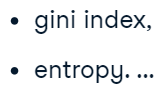 • gini index,
• entropy. ...